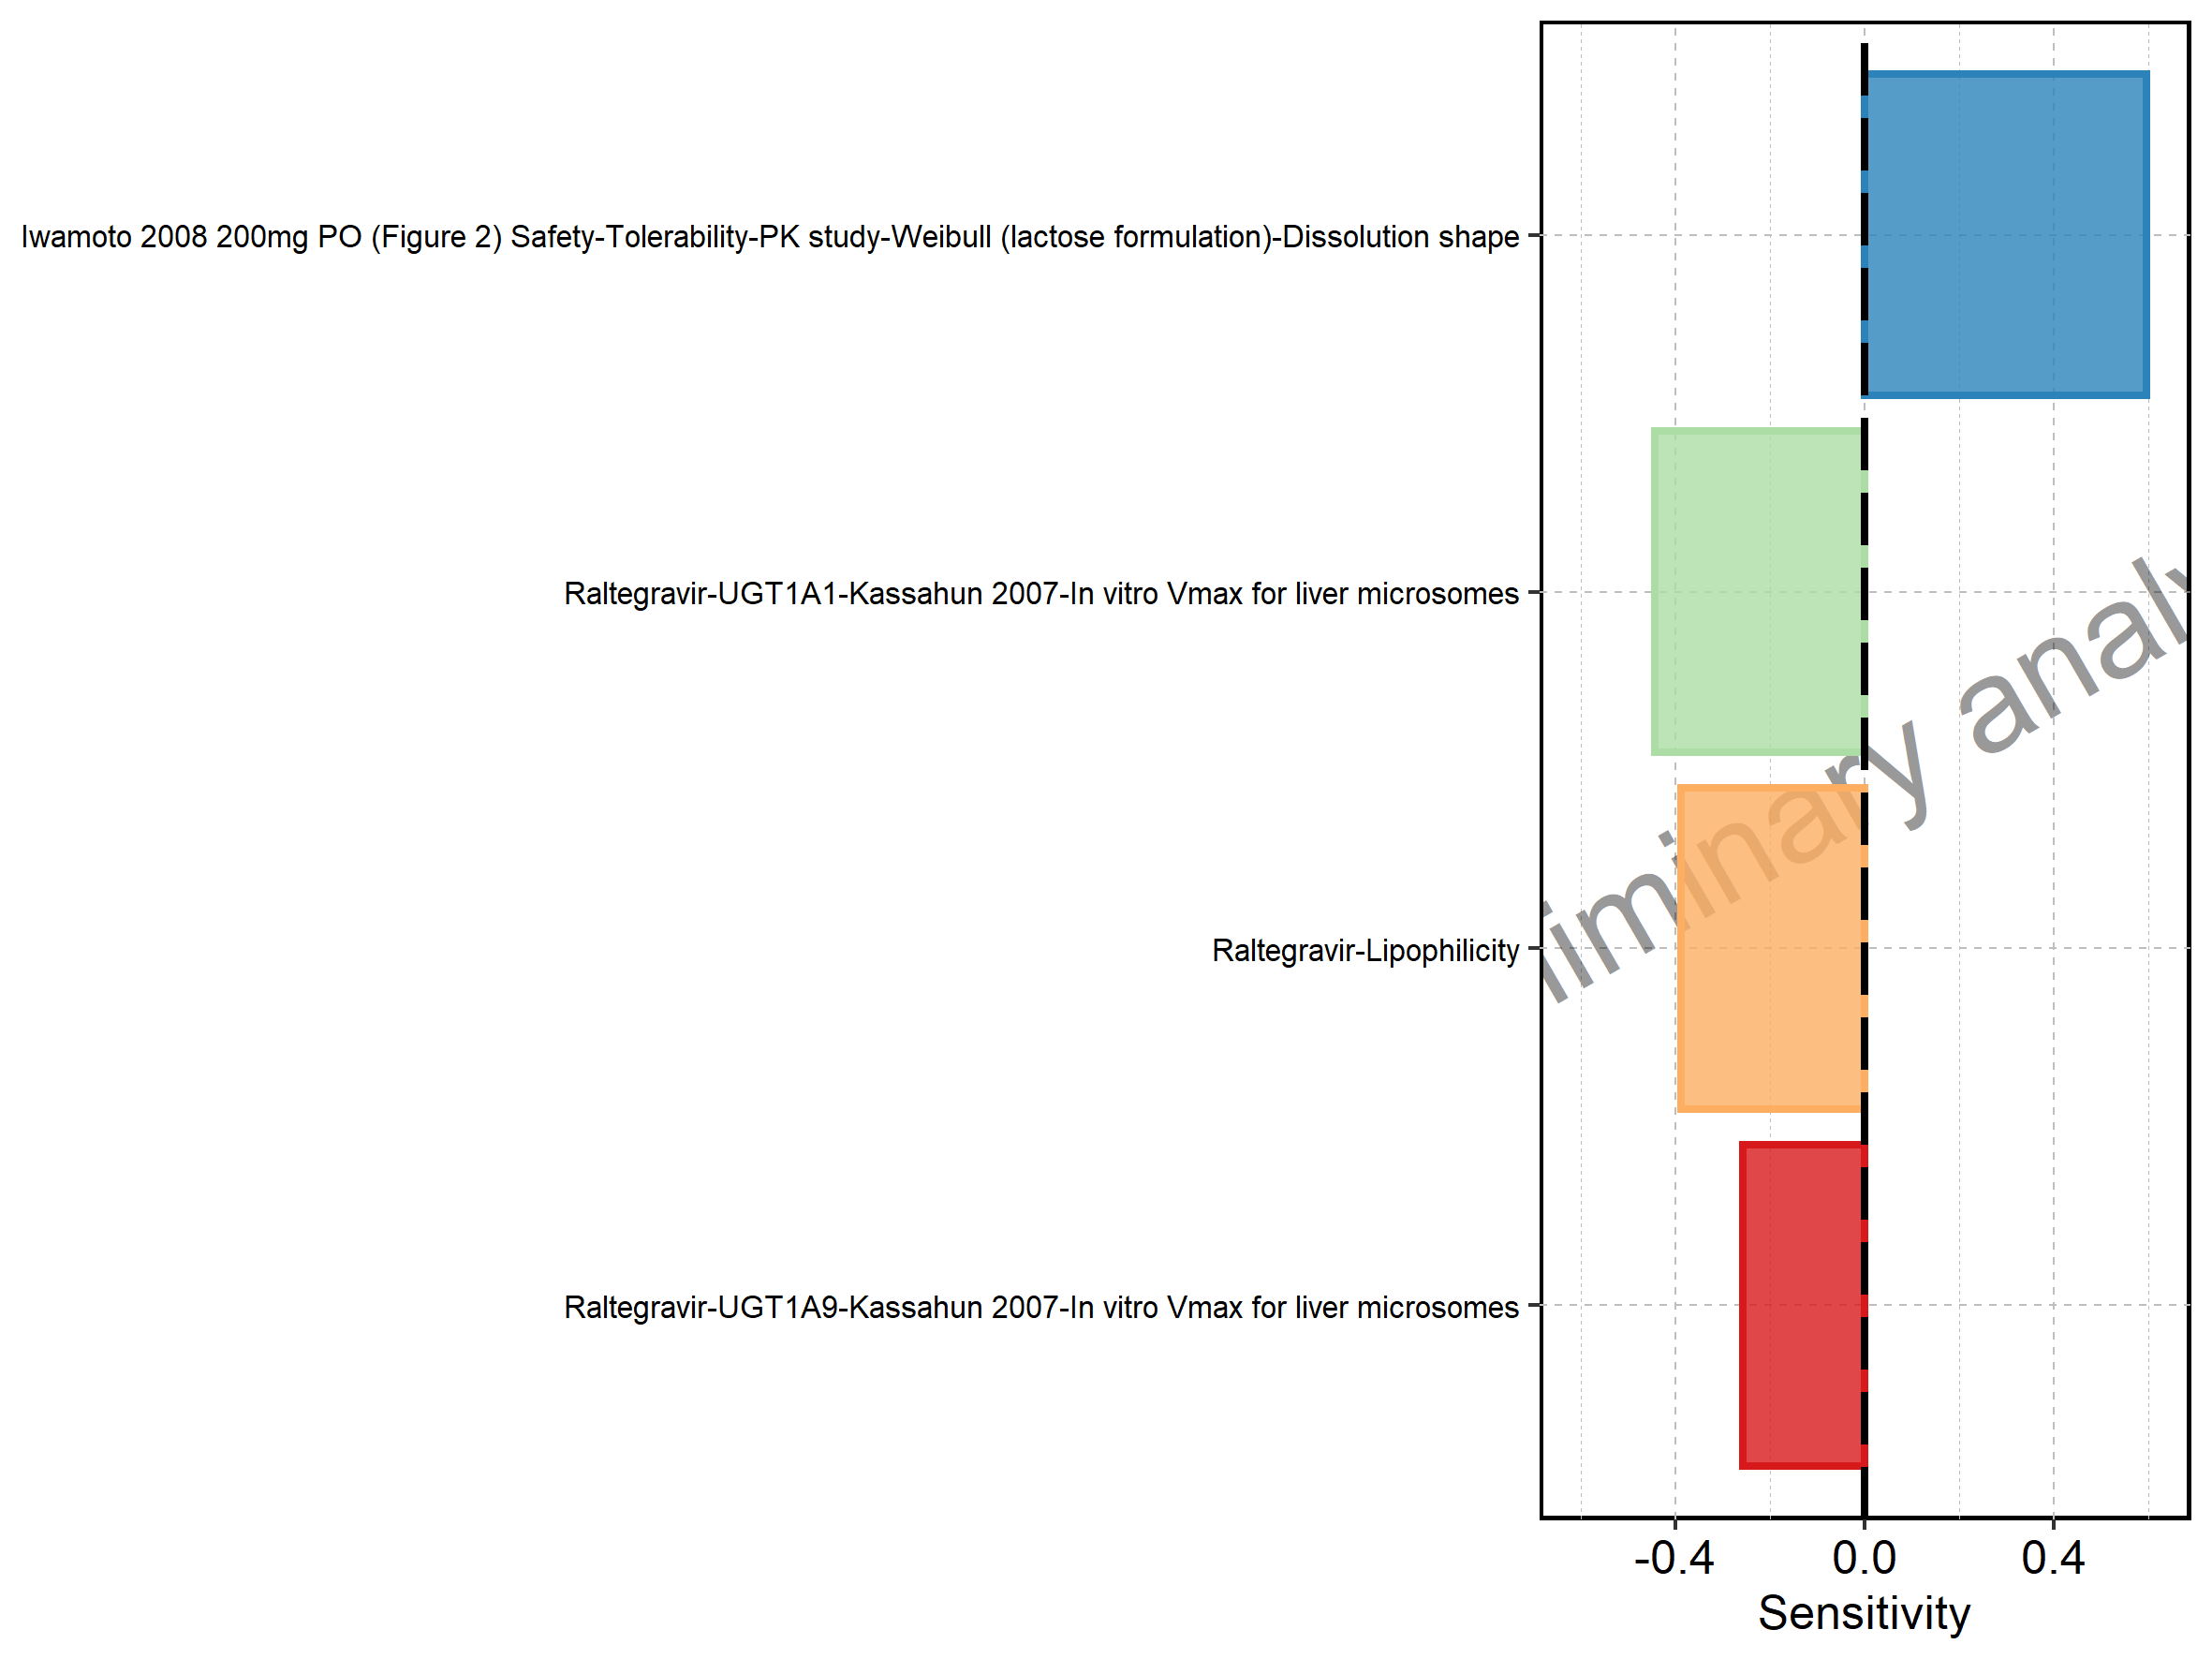 Iwamoto 2008 200mg PO (Figure 2) Safety-Tolerability-PK study-Weibull (lactose formulation)-Dissolution shape
Raltegravir-UGT1A1-Kassahun 2007-In vitro Vmax for liver microsomes
Raltegravir-Lipophilicity
Raltegravir-UGT1A9-Kassahun 2007-In vitro Vmax for liver microsomes
-0.4 0.0 0.4
Sensitivity